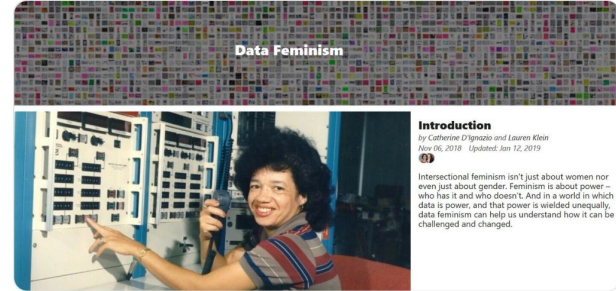 Data Feminism
Introduction
by Catherine D'Ignazio and Lauren Klein
Nov 06, 2018 Updated: Jan 12, 2019
Intersectional feminism isn't just about women nor
even just about gender. Feminism is about power –
who has it and who doesn't. And in a world in which
data is power, and that power is wielded unequally,
data feminism can help us understand how it can be
challenged and changed.